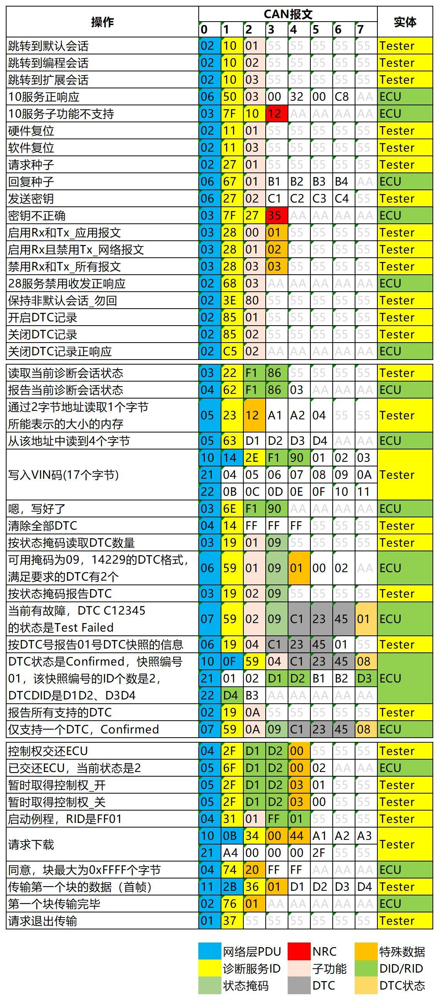 操作 CAN报文 实体
0 1 2 3 4 5 6 7
跳转到默认会话 02 10 01 55 55 55 55 55 Tester
跳转到编程会话 02 10 02 55 55 55 55 55 Tester
跳转到扩展会话 02 10 03 55 55 55 55 55 Tester
10服务正响应 06 50 03 00 32 00 C8 AA ECU
10服务子功能不支持 03 7F 10 12 AA AA AA AA ECU
硬件复位 02 11 01 55 55 55 55 55 Tester
软件复位 02 11 03 55 55 55 55 55 Tester
请求种子 02 27 01 55 55 55 55 55 Tester
回复种子 06 67 01 B1 B2 B3 B4 AA ECU
发送密钥 06 27 02 C1 C2 C3 C4 55 Tester
密钥不正确 03 7F 27 35 AA AA AA AA ECU
启用Rx和Tx_应用报文 03 28 00 01 55 55 55 55 Tester
启用Rx且禁用Tx_网络报文 03 28 01 02 55 55 55 55 Tester
禁用Rx和Tx_所有报文 03 28 03 03 55 55 55 55 Tester
28服务禁用收发正响应 02 68 03 AA AA AA AA AA ECU
保持非默认会话_勿回 02 3E 80 55 55 55 55 55 Tester
开启DTC记录 02 85 01 55 55 55 55 55 Tester
关闭DTC记录 02 85 02 55 55 55 55 55 Tester
关闭DTC记录正响应 02 C5 02 AA AA AA AA AA ECU
读取当前诊断会话状态 03 22 F1 86 55 55 55 55 Tester
报告当前诊断会话状态 04 62 F1 86 03 AA AA AA ECU
通过2字节地址读取1个字节
所能表示的大小的内存 05 23 12 A1 A2 04 55 55 Tester
从该地址中读到4个字节 05 63 D1 D2 D3 D4 AA AA ECU
10 14 2E F1 90 01 02 03
写入VIN码(17个字节) 21 04 05 06 07 08 09 0A Tester
22 0B 0C 0D 0E 0F 10 11
嗯，写好了 03 6E F1 90 AA AA AA AA ECU
清除全部DTC 04 14 FF FF FF 55 55 55 Tester
按状态掩码读取DTC数量 03 19 01 09 55 55 55 55 Tester
可用掩码为09，14229的DTC格式，
满足要求的DTC有2个 06 59 01 09 01 00 02 AA ECU
按状态掩码报告DTC 03 19 02 09 55 55 55 55 Tester
当前有故障，DTC C12345
的状态是Test Failed 07 59 02 09 C1 23 45 01 ECU
按DTC号报告01号DTC快照的信息 06 19 04 C1 23 45 01 55 Tester
DTC状态是Confirmed，快照编号 10 0F 59 04 C1 23 45 08
01，该快照编号的ID个数是2， 21 01 02 D1 D2 B1 B2 D3 ECU
DTCDID是D1D2、D3D4 22 D4 B3 AA AA AA AA AA
报告所有支持的DTC 02 19 0A 55 55 55 55 55 Tester
仅支持一个DTC，Confirmed 07 59 0A 09 C1 23 45 08 ECU
控制权交还ECU 04 2F D1 D2 00 55 55 55 Tester
已交还ECU，当前状态是2 05 6F D1 D2 00 02 AA AA ECU
暂时取得控制权_开 05 2F D1 D2 03 01 55 55 Tester
暂时取得控制权_关 05 2F D1 D2 03 00 55 55 Tester
启动例程，RID是FF01 04 31 01 FF 01 55 55 55 Tester
请求下载 10 0B 34 00 44 A1 A2 A3 Tester
21 A4 00 00 00 2F 55 55
同意，块最大为0xFFFF个字节 04 74 20 FF FF AA AA AA ECU
传输第一个块的数据（首帧） 11 2B 36 01 D1 D2 D3 D4 Tester
第一个块传输完毕 02 76 01 AA AA AA AA AA ECU
请求退出传输 01 37 55 55 55 55 55 55 Tester
网络层PDU NRC 特殊数据
诊断服务ID 子功能 DID/RID
状态掩码 DTC DTC状态